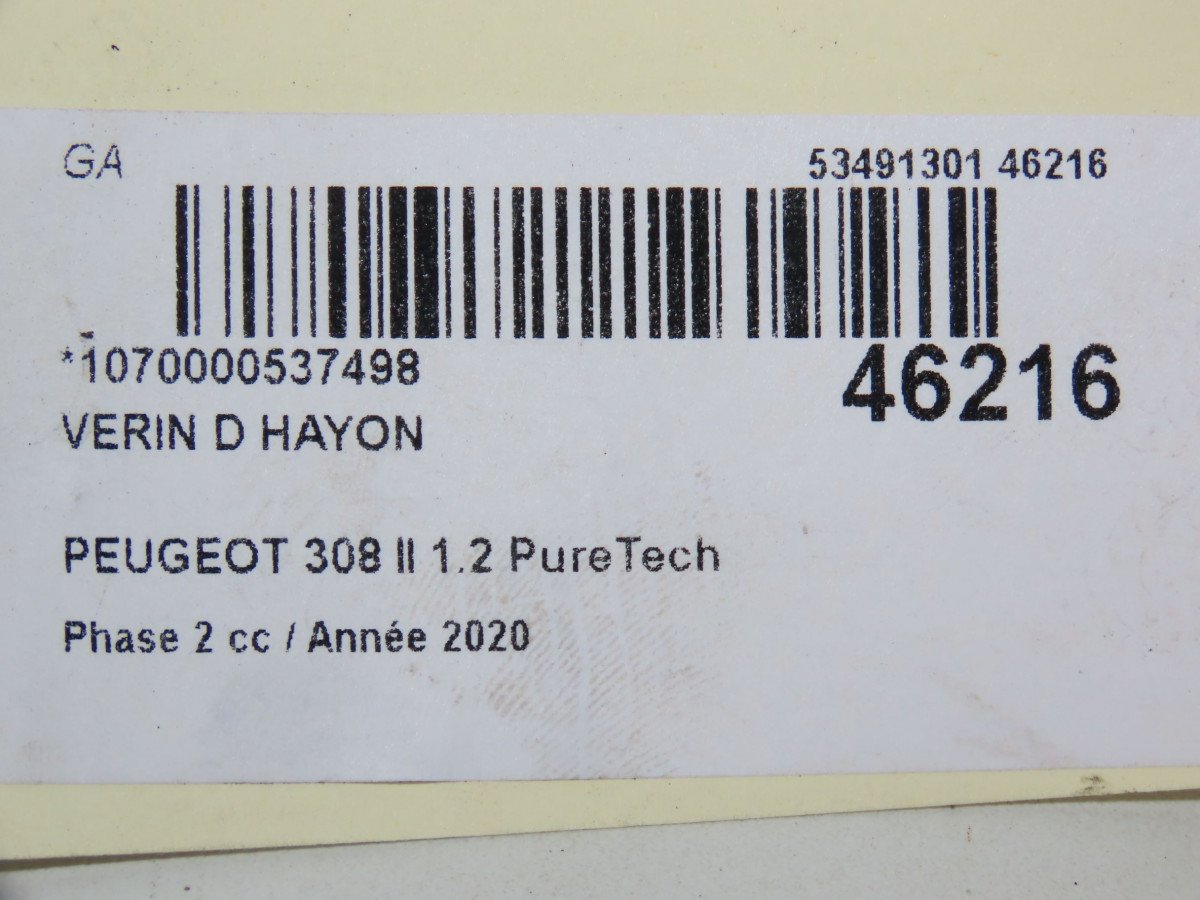 GA
53491301 46216
*1070000537498
46216
VERIN D HAYON
PEUGEOT 308 II 1.2 PureTech
Phase 2 cc / Année 2020